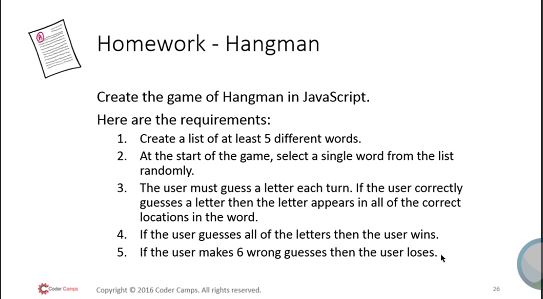 Homework - Hangman
Create the game of Hangman in JavaScript.
Here are the requirements:
1. Create a list of at least 5 different words.
2. At the start of the game, select a single word from the list
randomly.
3. The user must guess a letter each turn. If the user correctly
guesses a letter then the letter appears in all of the correct
locations in the word.
4. If the user guesses all of the letters then the user wins.
5. If the user makes 6 wrong guesses then the user loses.
Coder Camps Copyright © 2016 Coder Camps. All rights reserved. 26